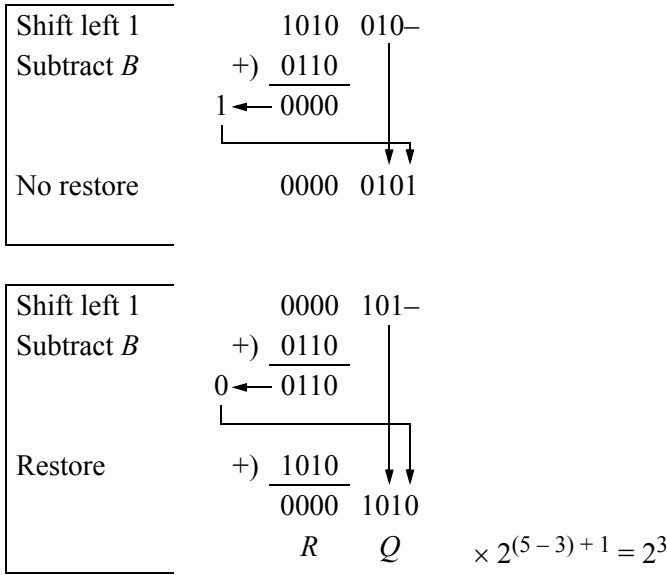 Shift left 1 1010 010–
Subtract B +) 0110
1 0000
No restore 0000 0101
Shift left 1 0000 101–
Subtract B +) 0110
0 0110
Restore +) 1010
0000 1010
R Q × 2^(5 – 3) + 1 = 2^3